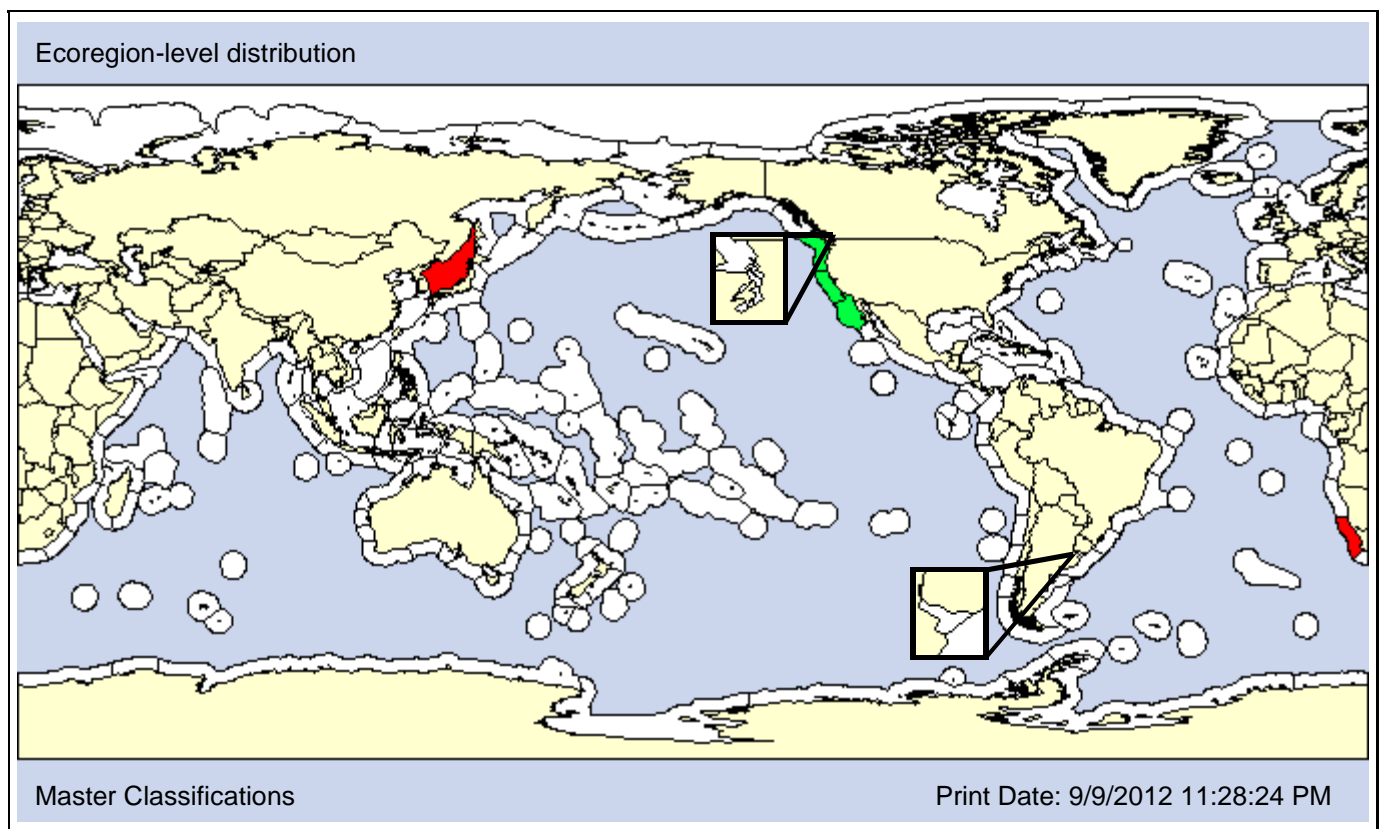 Ecoregion-level distribution
Master Classifications
Print Date: 9/9/2012 11:28:24 PM